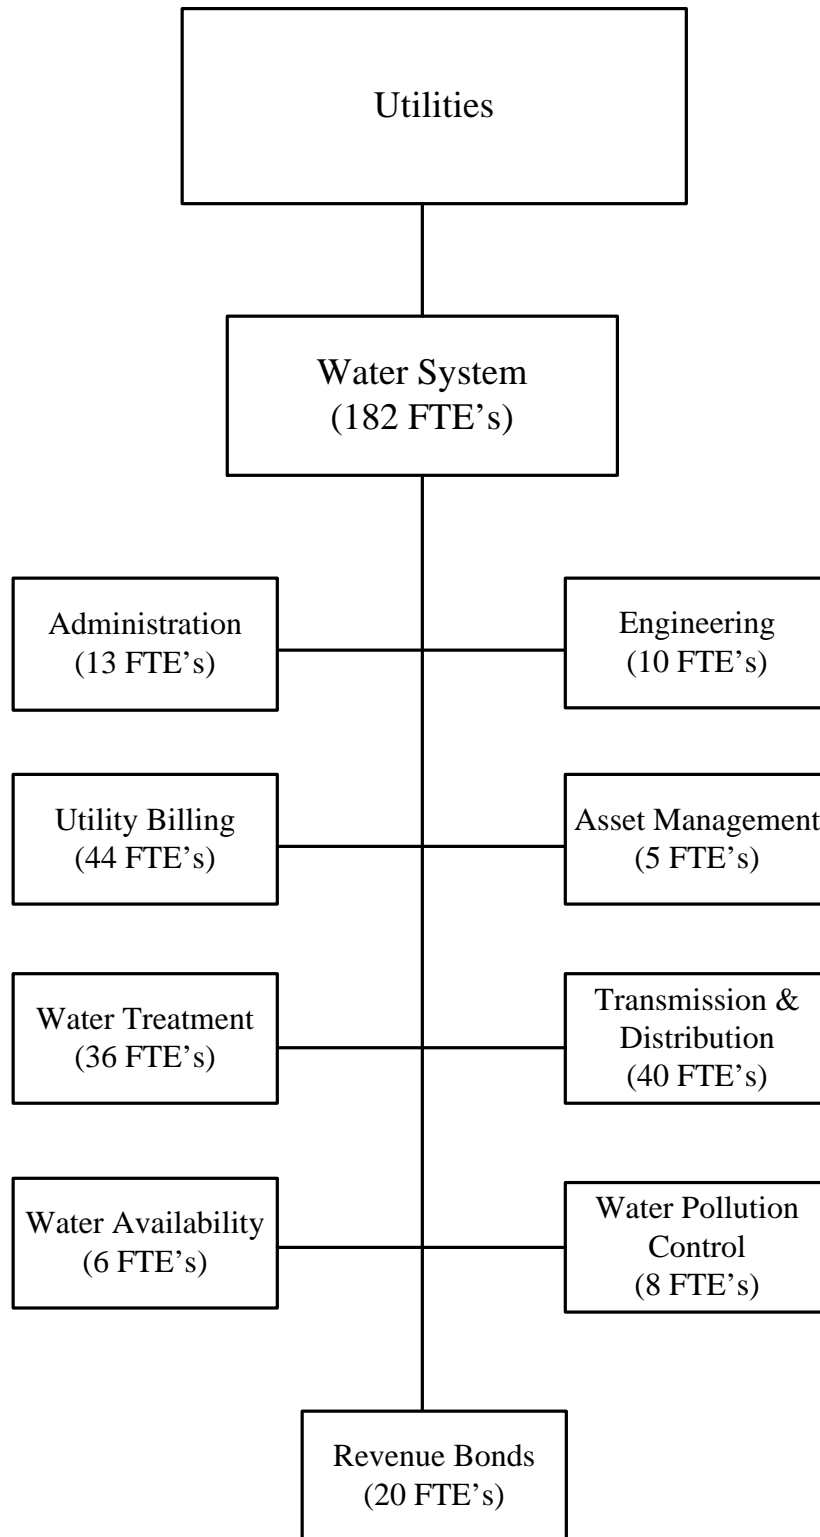 Utilities
Water System
(182 FTE’s)
Administration
(13 FTE’s)
Engineering
(10 FTE’s)
Utility Billing
(44 FTE’s)
Asset Management
(5 FTE’s)
Water Treatment
(36 FTE’s)
Transmission &
Distribution
(40 FTE’s)
Water Availability
(6 FTE’s)
Water Pollution
Control
(8 FTE’s)
Revenue Bonds
(20 FTE’s)